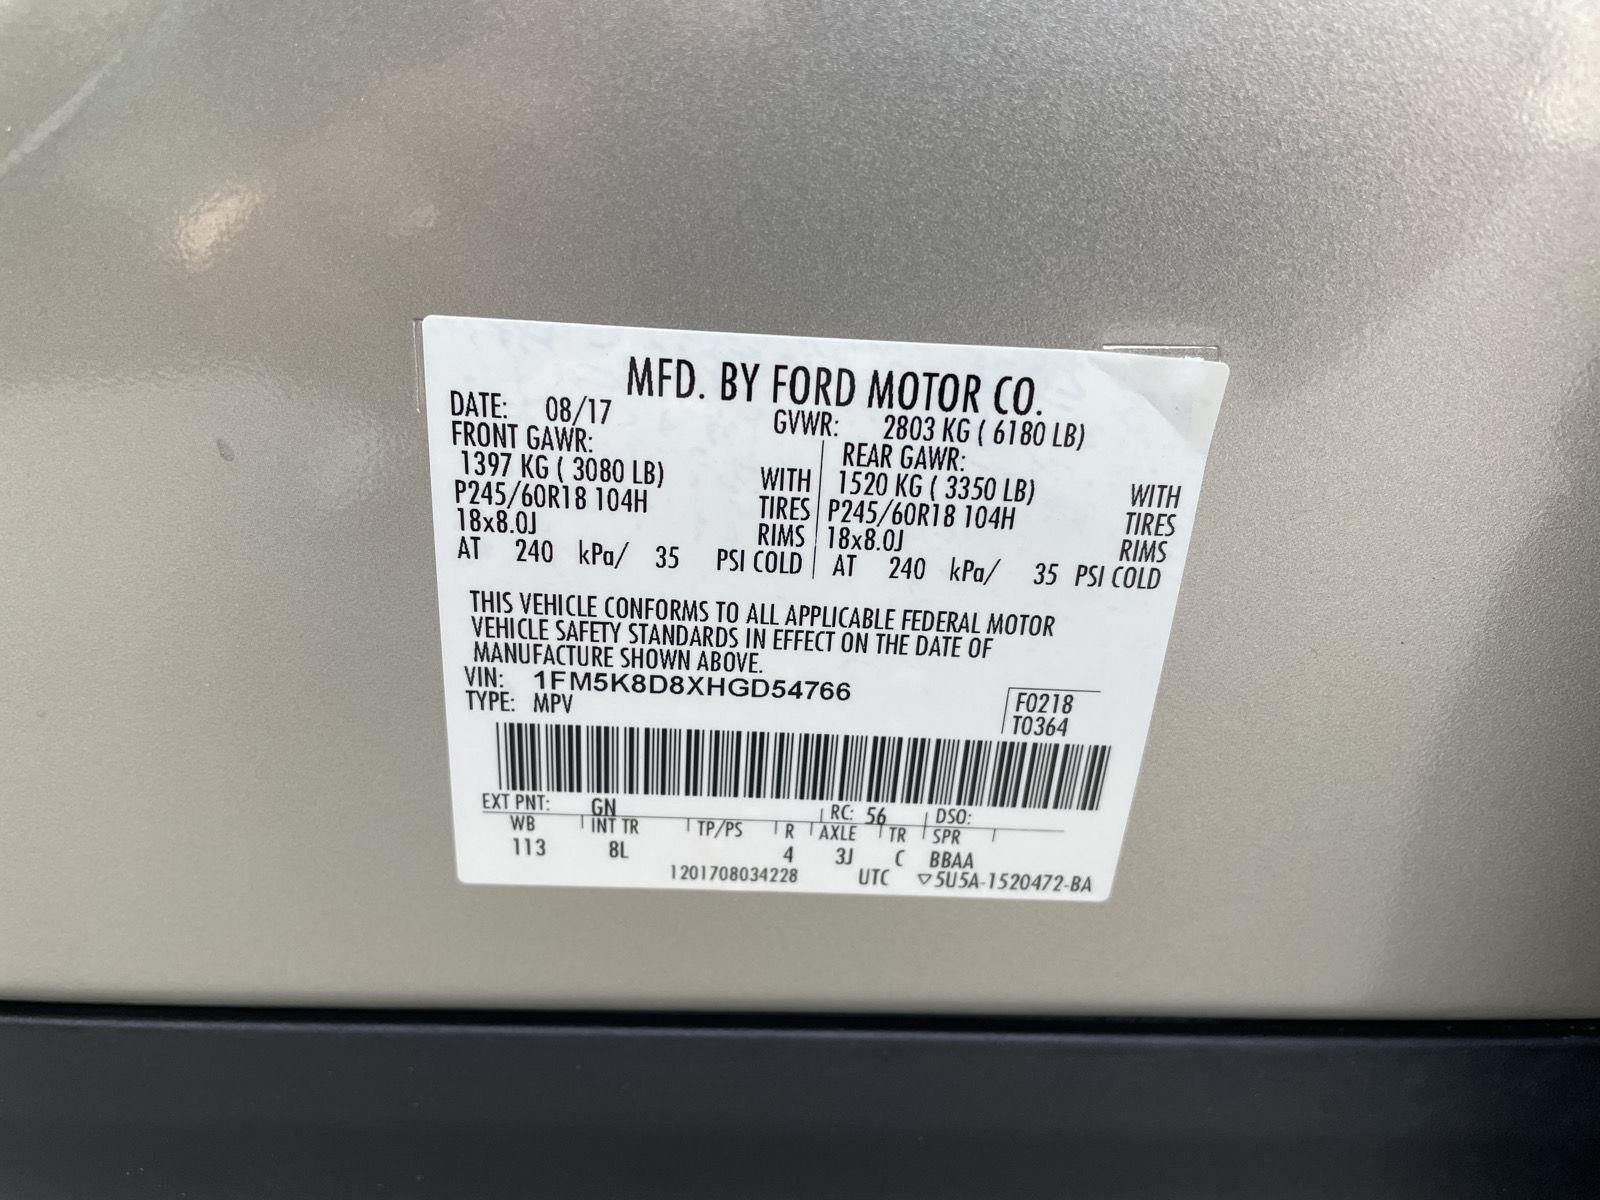 MFD. BY FORD MOTOR CO.
DATE: 08/17 GVWR: 2803 KG ( 6180 LB)
FRONT GAWR: REAR GAWR:
1397 KG ( 3080 LB) WITH 1520 KG ( 3350 LB) WITH
P245/60R18 104H TIRES P245/60R18 104H TIRES
18x8.0J RIMS 18x8.0J RIMS
AT 240 kPa/ 35 PSI COLD AT 240 kPa/ 35 PSI COLD
THIS VEHICLE CONFORMS TO ALL APPLICABLE FEDERAL MOTOR
VEHICLE SAFETY STANDARDS IN EFFECT ON THE DATE OF
MANUFACTURE SHOWN ABOVE.
VIN: 1FM5K8D8XHGD54766
TYPE: MPV
F0218
T0364
EXT PNT: GN RC: 56 DSO:
WB INT TR TP/PS R AXLE TR SPR
113 8L 4 3J C BBAA
1201708034228 UTC ▽5U5A-1520472-BA